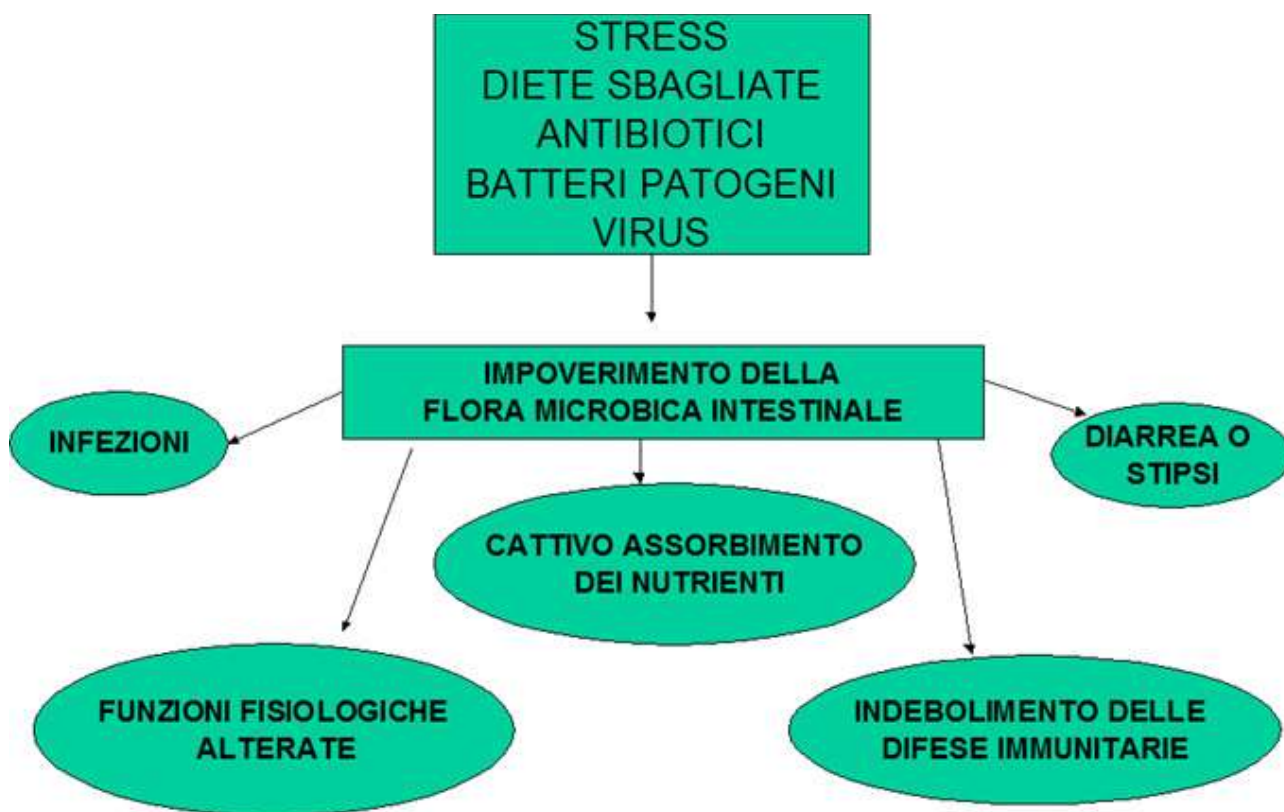 STRESS
DIETE SBAGLIATE
ANTIBIOTICI
BATTERI PATOGENI
VIRUS
IMPOVERIMENTO DELLA
FLORA MICROBICA INTESTINALE
INFEZIONI
DIARREA O
STIPSI
CATTIVO ASSORBIMENTO
DEI NUTRIENTI
FUNZIONI FISIOLOGICHE
ALTERATE
INDEBOLIMENTO DELLE
DIFESE IMMUNITARIE